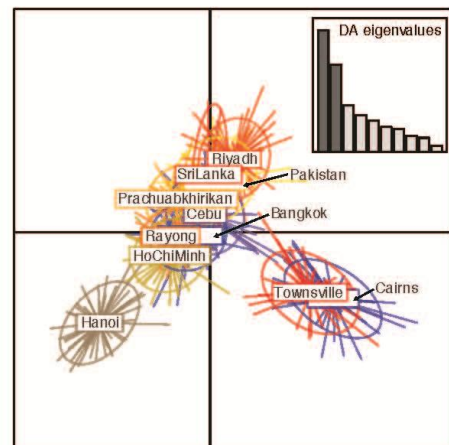 DA eigenvalues
Riyadh
SriLanka
Pakistan
Prachuabkhirikan
Cebu
Bangkok
Rayong
HoChiMinh
Townsville
Cairns
Hanoi